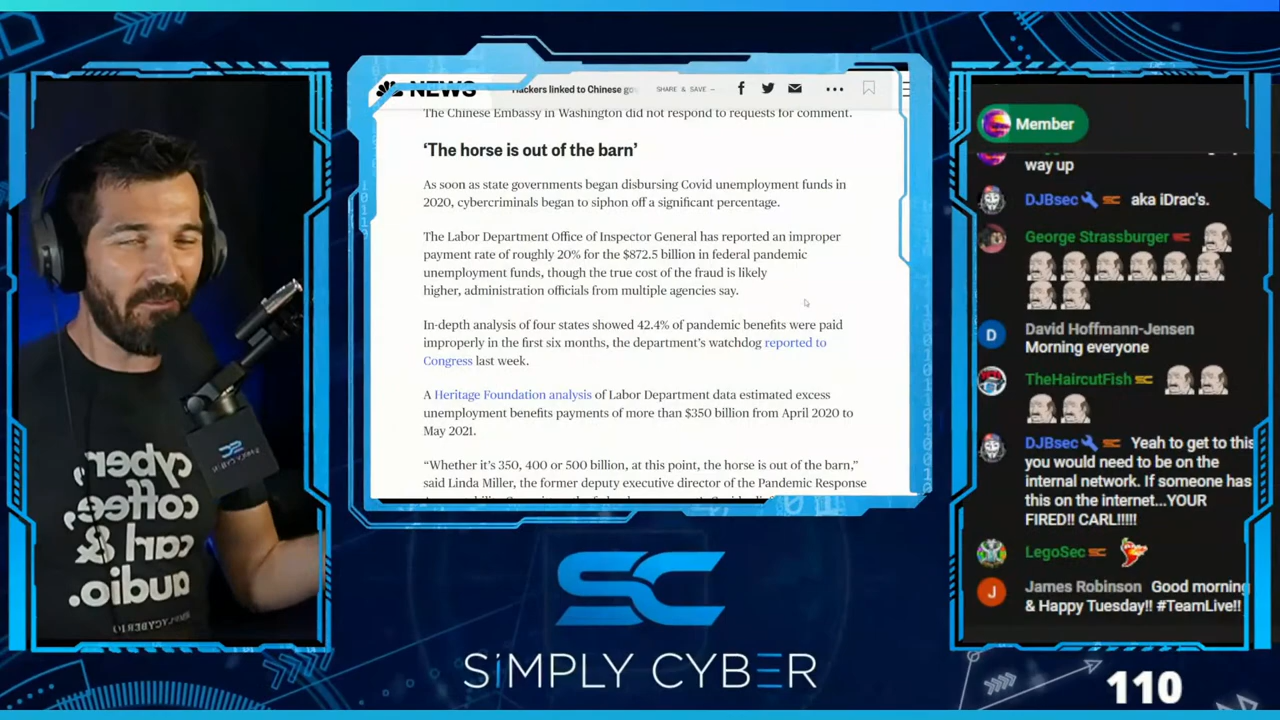 NEWS
Hackers linked to Chinese gov
SHARE & SAVE —
The Chinese Embassy in Washington did not respond to requests for comment.
‘The horse is out of the barn’
As soon as state governments began disbursing Covid unemployment funds in
2020, cybercriminals began to siphon off a significant percentage.
The Labor Department Office of Inspector General has reported an improper
payment rate of roughly 20% for the $872.5 billion in federal pandemic
unemployment funds, though the true cost of the fraud is likely
higher, administration officials from multiple agencies say.
In-depth analysis of four states showed 42.4% of pandemic benefits were paid
improperly in the first six months, the department’s watchdog reported to
Congress last week.
A Heritage Foundation analysis of Labor Department data estimated excess
unemployment benefits payments of more than $350 billion from April 2020 to
May 2021.
“Whether it’s 350, 400 or 500 billion, at this point, the horse is out of the barn,”
said Linda Miller, the former deputy executive director of the Pandemic Response
cyber,
coffee,
carl &
audio.
SC
SC
SIMPLY CYBER
Member
way up
DJBsec SC aka iDrac's.
George Strassburger
David Hoffmann-Jensen
Morning everyone
TheHaircutFish SC
DJBsec SC Yeah to get to this
you would need to be on the
internal network. If someone has
this on the internet...YOUR
FIRED!! CARL!!!!!
LegoSec SC
James Robinson Good morning
& Happy Tuesday!! #TeamLive!!
110